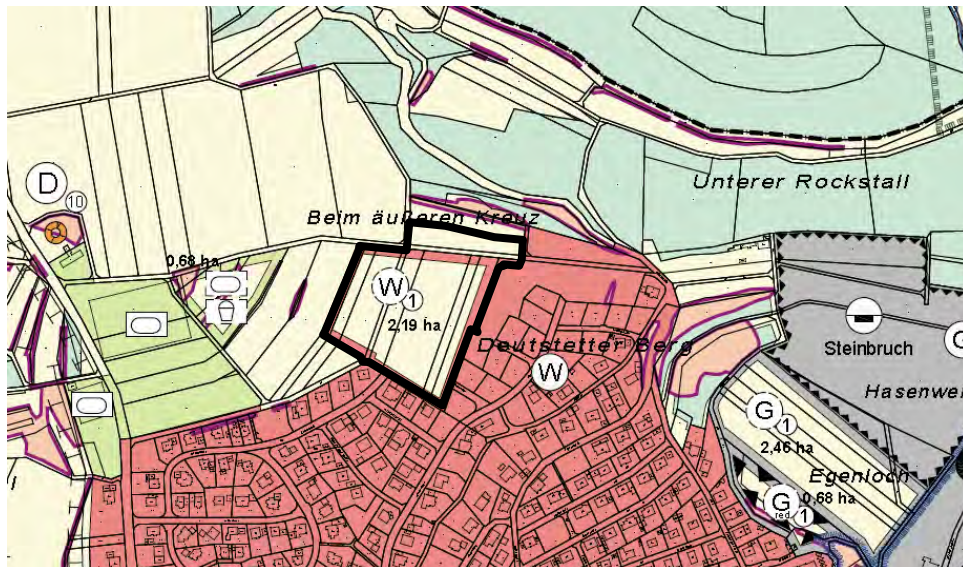 Unterer Rockstall
D
10
Beim äußeren Kreuz
0,68 ha
W
1
2,19 ha
Deutstetter Berg
W
Steinbruch
G
Hasenwei
G
1
2,46 ha
Egenloch
0,68 ha
G
red.
1